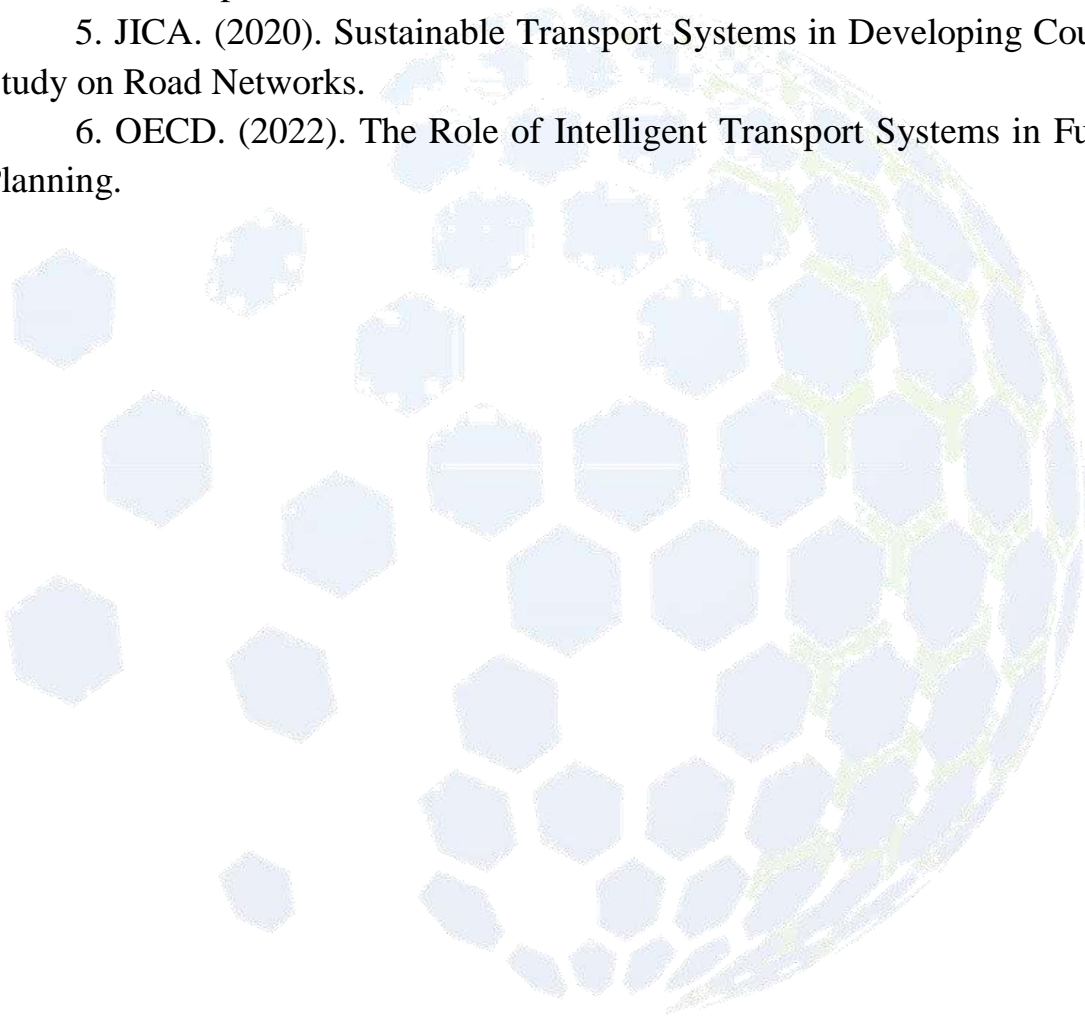 5. JICA. (2020). Sustainable Transport Systems in Developing Cou
tudy on Road Networks.
6. OECD. (2022). The Role of Intelligent Transport Systems in Fu
lanning.